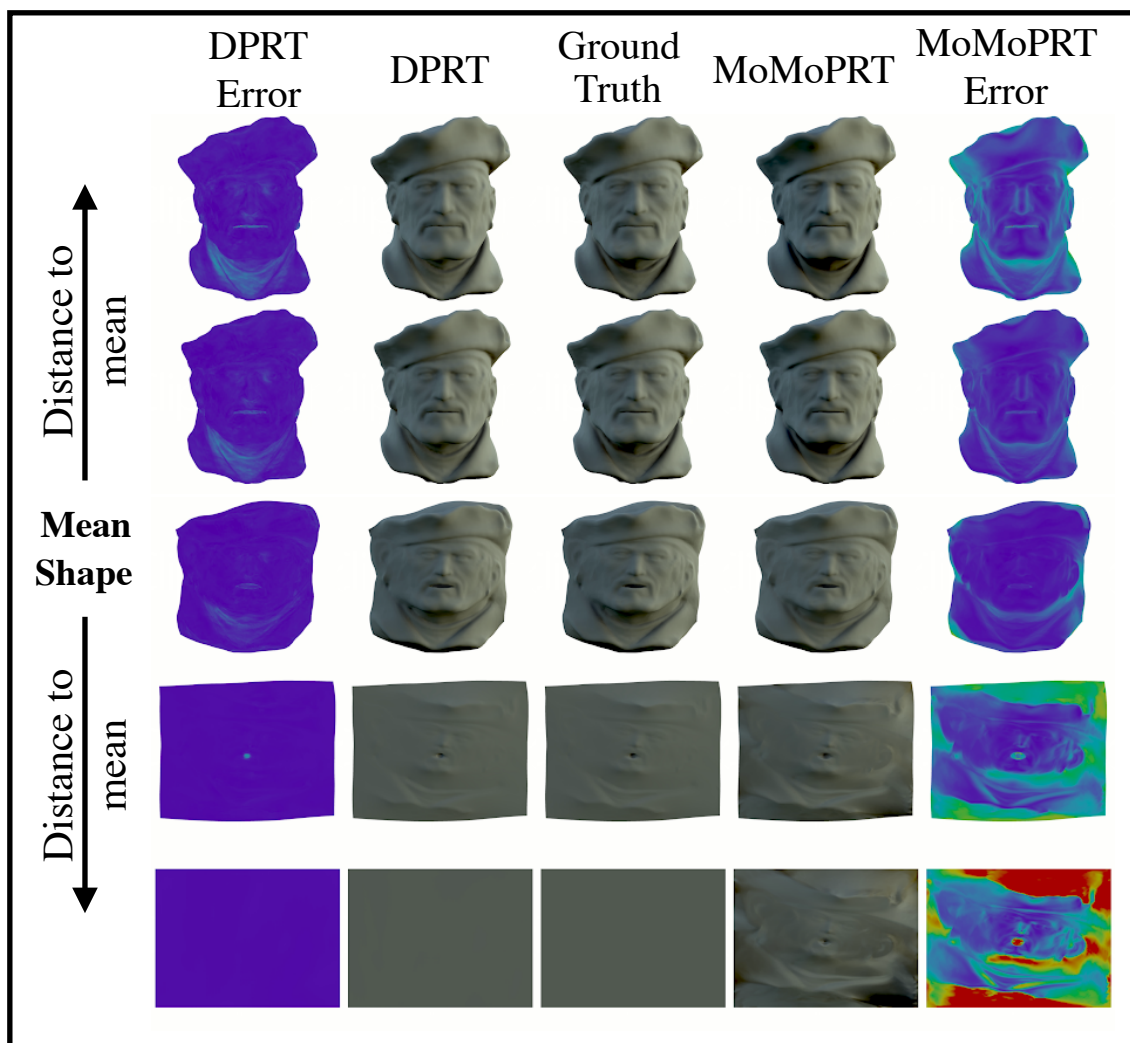 DPRT
Error
DPRT
Ground
Truth
MoMoPRT
MoMoPRT
Error
Distance to
mean
Mean
Shape
Distance to
mean